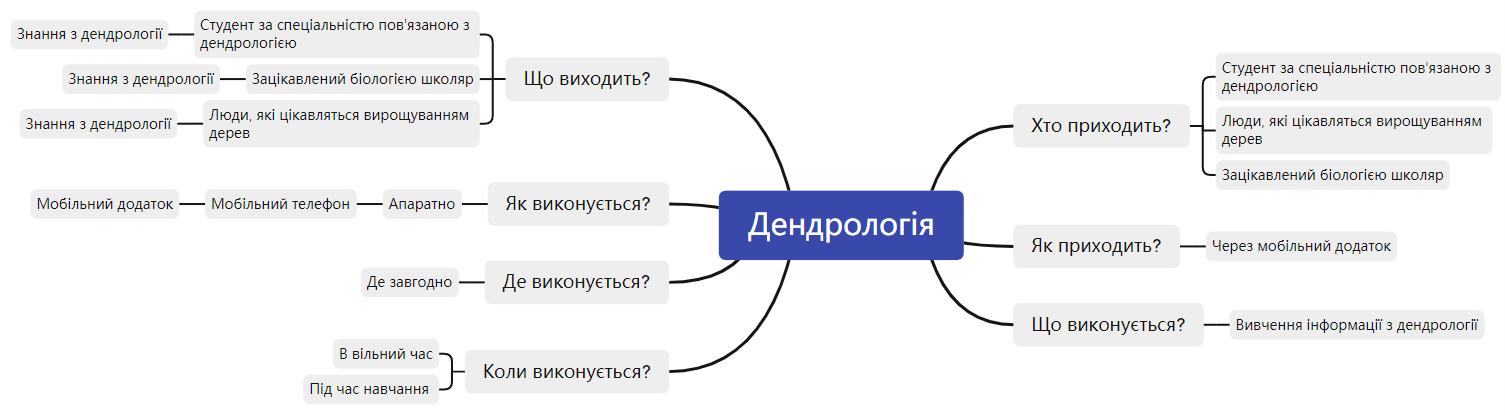 Дендрологія
Хто приходить?
Студент за спеціальністю пов'язаною з
дендрологією
Люди, які цікавляться вирощуванням
дерев
Зацікавлений біологією школяр
Як приходить?
Через мобільний додаток
Що виконується?
Вивчення інформації з дендрології
Що виходить?
Студент за спеціальністю пов'язаною з
дендрологією
Знання з дендрології
Зацікавлений біологією школяр
Знання з дендрології
Люди, які цікавляться вирощуванням
дерев
Знання з дендрології
Як виконується?
Апаратно
Мобільний телефон
Мобільний додаток
Де виконується?
Де завгодно
Коли виконується?
В вільний час
Під час навчання